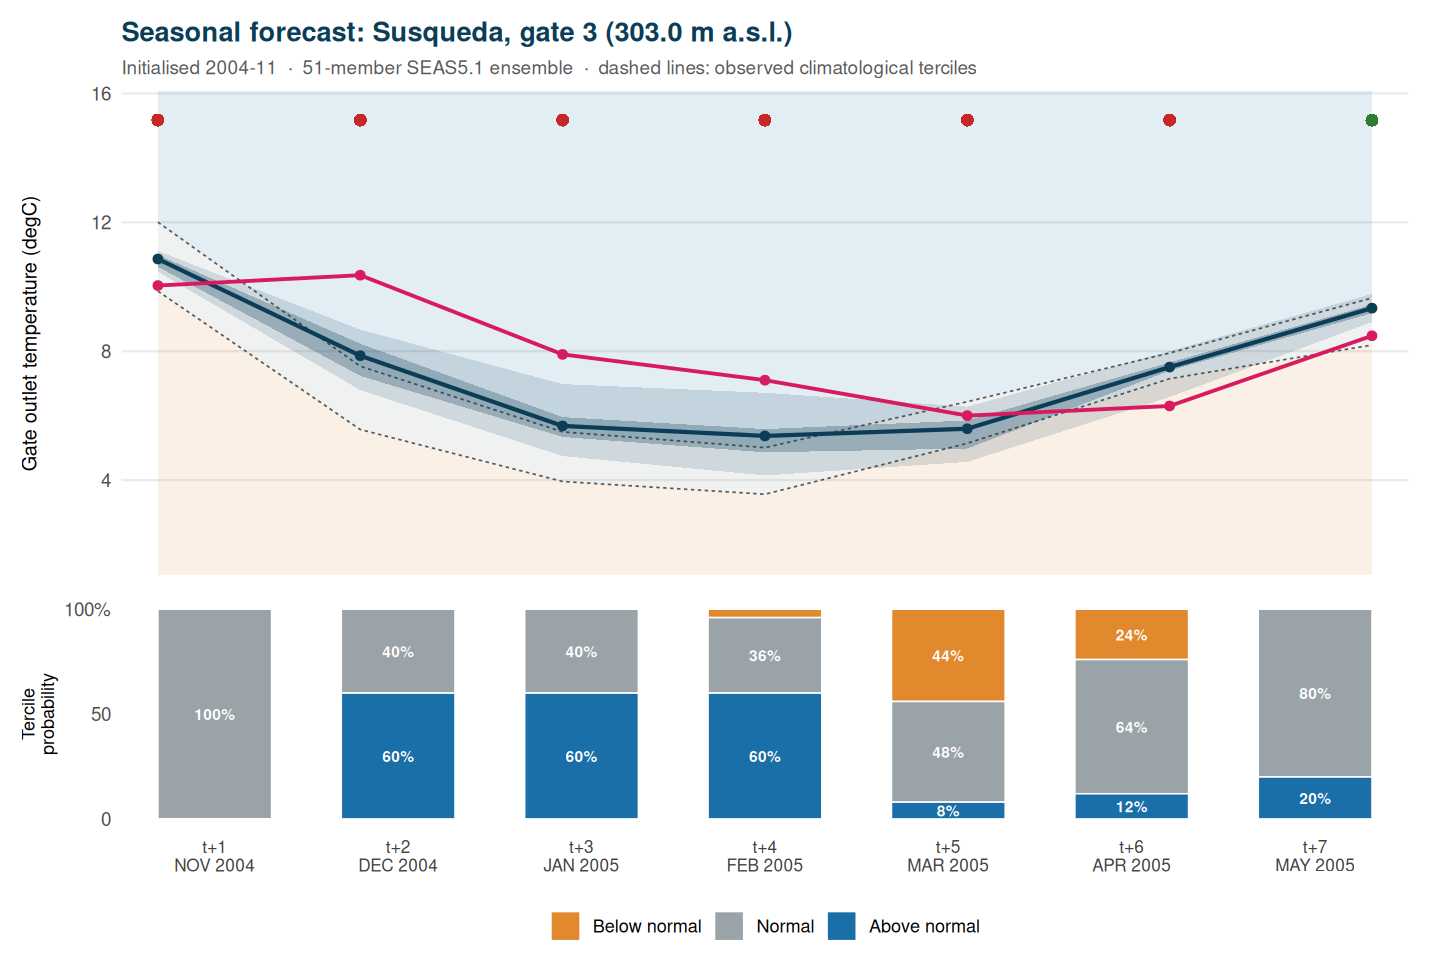 Seasonal forecast: Susqueda, gate 3 (303.0 m a.s.l.)
Initialised 2004-11 · 51-member SEAS5.1 ensemble · dashed lines: observed climatological terciles
Gate outlet temperature (degC)
16
12
8
4
Tercile
probability
100%
50
0
100%
40%
60%
40%
60%
36%
60%
44%
48%
8%
24%
64%
12%
80%
20%
t+1
NOV 2004
t+2
DEC 2004
t+3
JAN 2005
t+4
FEB 2005
t+5
MAR 2005
t+6
APR 2005
t+7
MAY 2005
Below normal
Normal
Above normal